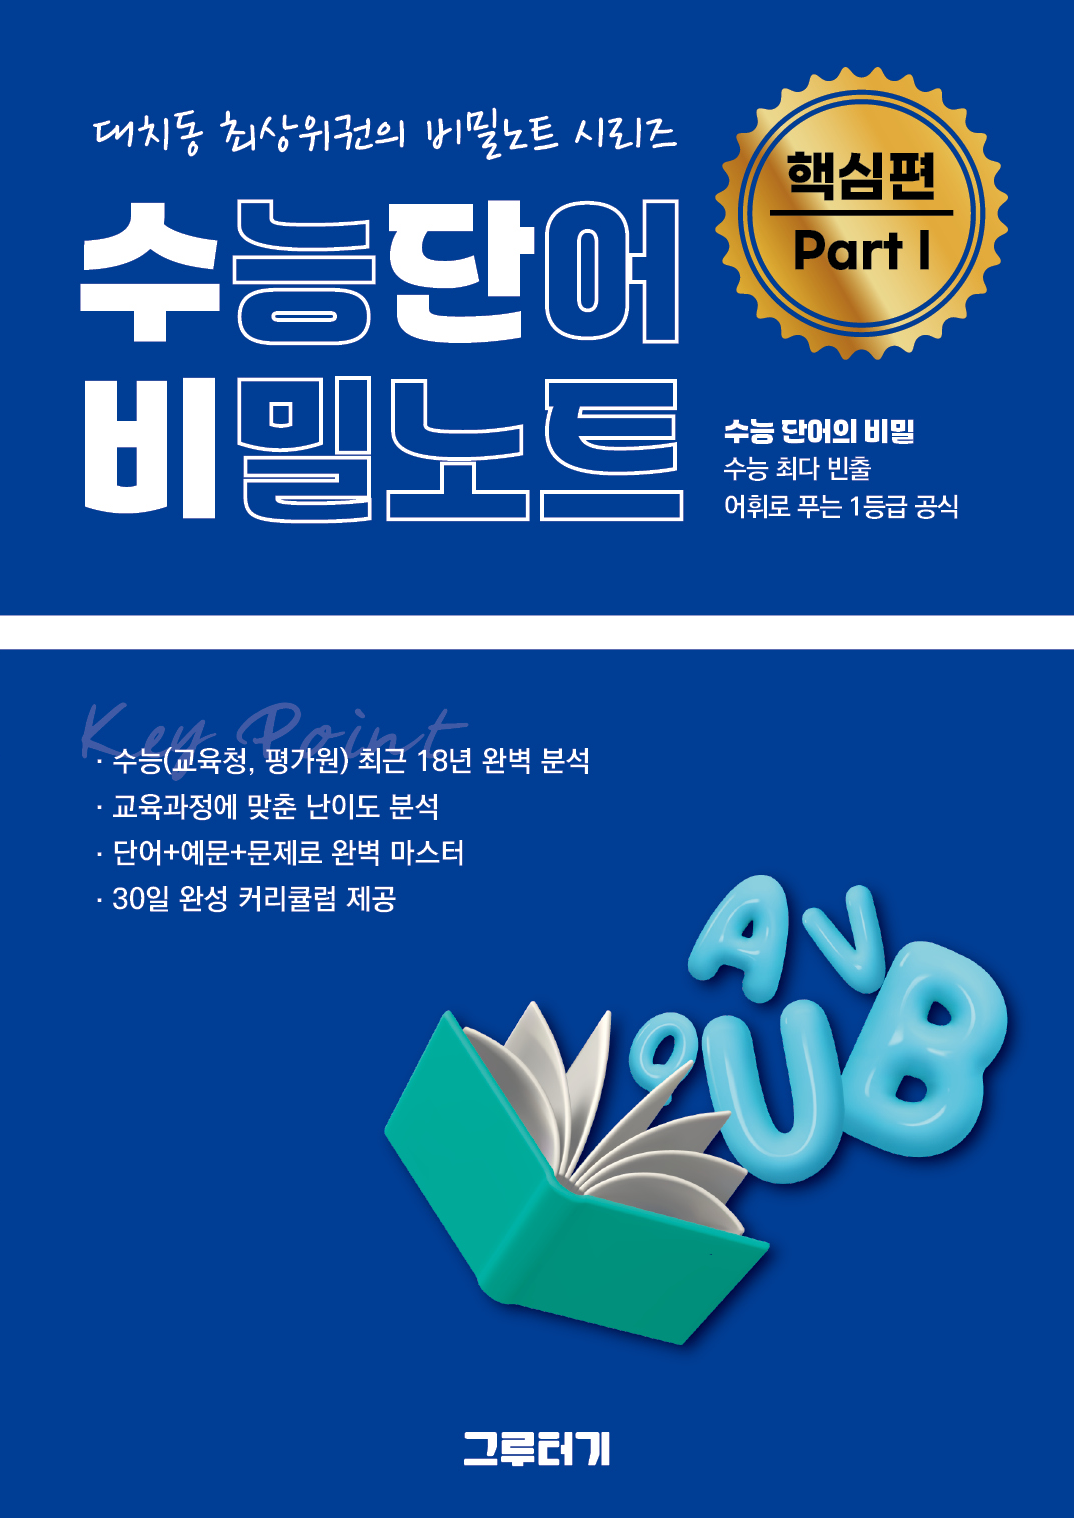 대치동 최상위권의 비밀노트 시리즈
수능단어
비밀노트
핵심편
Part I
수능 단어의 비밀
수능 최다 빈출
어휘로 푸는 1등급 공식
Key Point
· 수능(교육청, 평가원) 최근 18년 완벽 분석
· 교육과정에 맞춘 난이도 분석
· 단어+예문+문제로 완벽 마스터
· 30일 완성 커리큘럼 제공
A V B
o U
그루터기